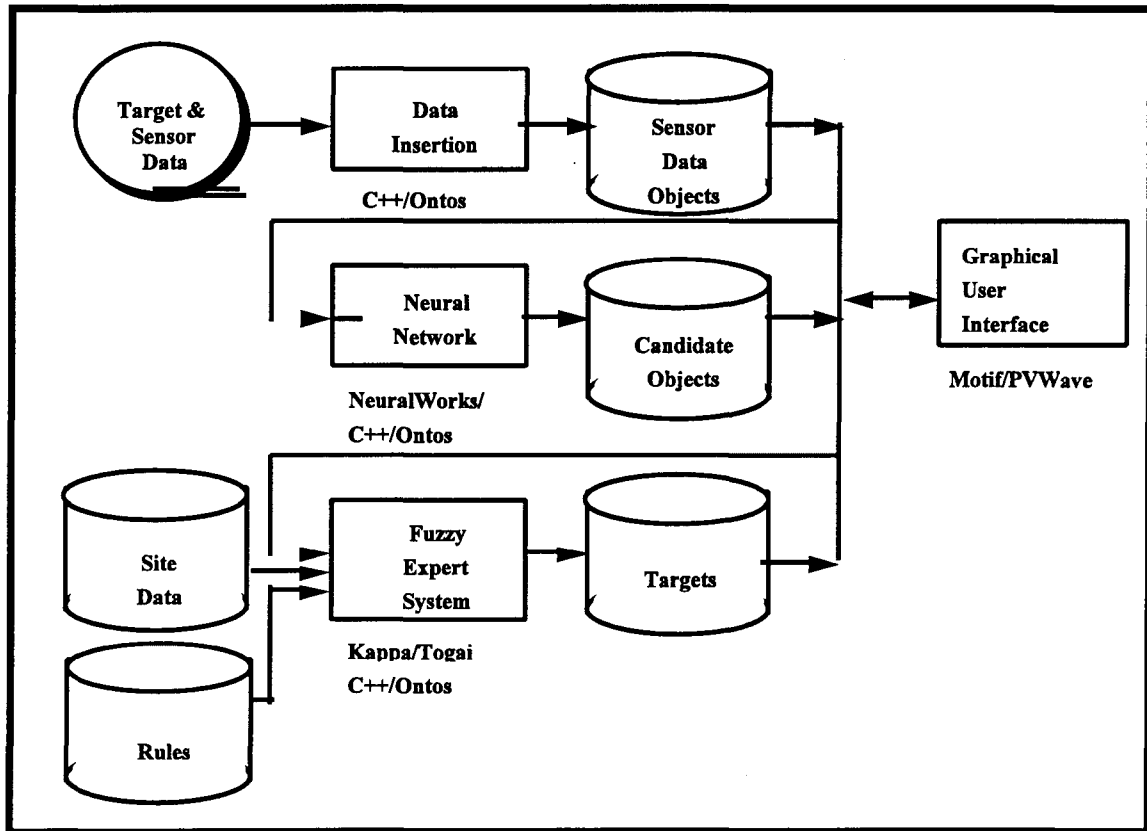 Target &
Sensor
Data
Data
Insertion
C++/Ontos
Sensor
Data
Objects
Neural
Network
NeuralWorks/
C++/Ontos
Candidate
Objects
Graphical
User
Interface
Motif/PVWave
Site
Data
Fuzzy
Expert
System
Kappa/Togai
C++/Ontos
Targets
Rules